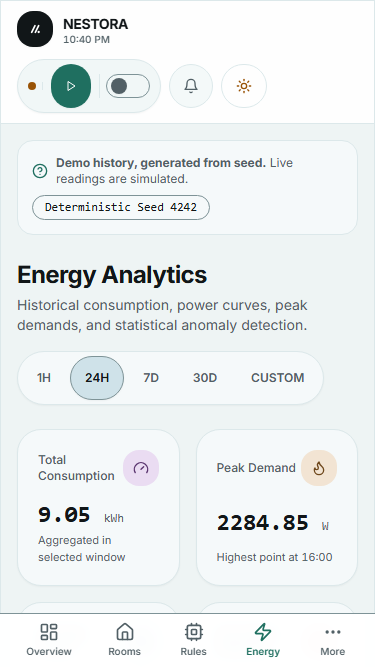 NESTORA
10:40 PM
Demo history, generated from seed. Live
readings are simulated.
Deterministic Seed 4242
Energy Analytics
Historical consumption, power curves, peak
demands, and statistical anomaly detection.
1H 24H 7D 30D CUSTOM
Total
Consumption
9.05 kWh
Aggregated in
selected window
Peak Demand
2284.85 W
Highest point at 16:00
Overview Rooms Rules Energy More